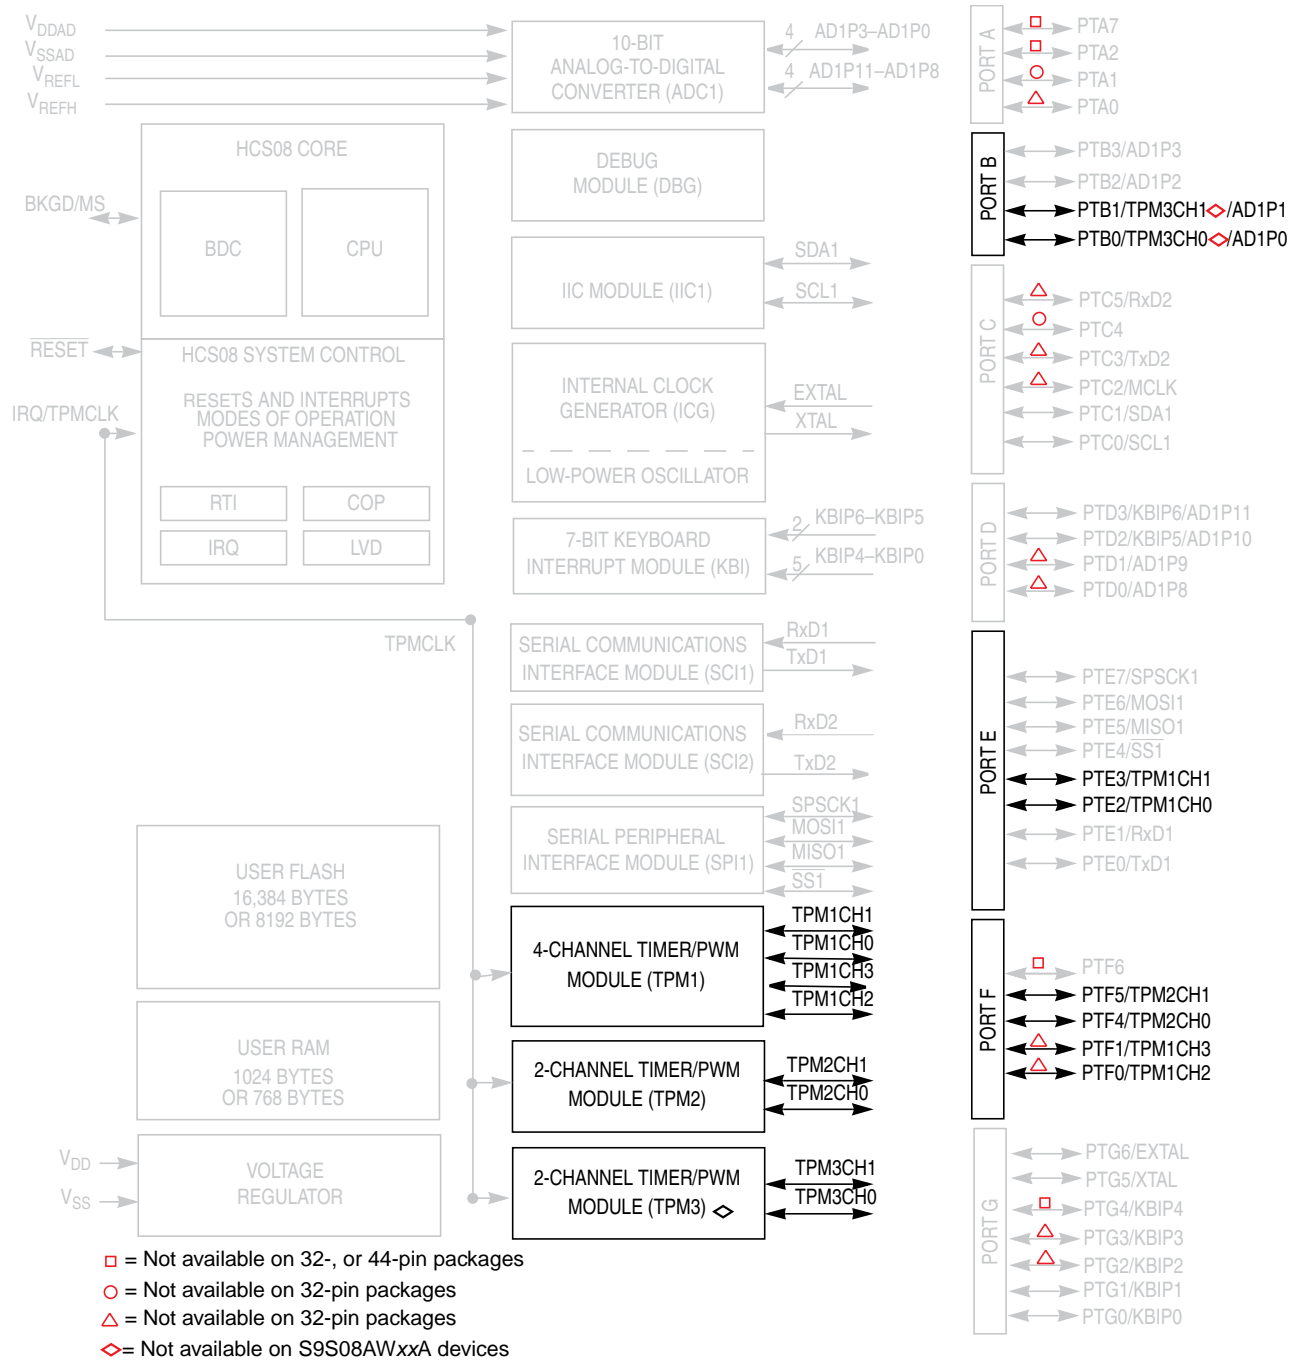 VDDAD
VSSAD
VREFL
VREFH
10-BIT
ANALOG-TO-DIGITAL
CONVERTER (ADC1)
4 AD1P3–AD1P0
4 AD1P11–AD1P8
PORT A
PTA7
PTA2
PTA1
PTA0
HCS08 CORE
BDC
CPU
BKGD/MS
DEBUG
MODULE (DBG)
PORT B
PTB3/AD1P3
PTB2/AD1P2
PTB1/TPM3CH1/AD1P1
PTB0/TPM3CH0/AD1P0
IIC MODULE (IIC1)
SDA1
SCL1
RESET
HCS08 SYSTEM CONTROL
RESETS AND INTERRUPTS
MODES OF OPERATION
POWER MANAGEMENT
IRQ/TPMCLK
RTI
COP
IRQ
LVD
INTERNAL CLOCK
GENERATOR (ICG)
LOW-POWER OSCILLATOR
EXTAL
XTAL
PORT C
PTC5/RxD2
PTC4
PTC3/TxD2
PTC2/MCLK
PTC1/SDA1
PTC0/SCL1
7-BIT KEYBOARD
INTERRUPT MODULE (KBI)
2 KBIP6–KBIP5
5 KBIP4–KBIP0
PORT D
PTD3/KBIP6/AD1P11
PTD2/KBIP5/AD1P10
PTD1/AD1P9
PTD0/AD1P8
TPMCLK
SERIAL COMMUNICATIONS
INTERFACE MODULE (SCI1)
RxD1
TxD1
SERIAL COMMUNICATIONS
INTERFACE MODULE (SCI2)
RxD2
TxD2
SERIAL PERIPHERAL
INTERFACE MODULE (SPI1)
SPSCK1
MOSI1
MISO1
SS1
PORT E
PTE7/SPSCK1
PTE6/MOSI1
PTE5/MISO1
PTE4/SS1
PTE3/TPM1CH1
PTE2/TPM1CH0
PTE1/RxD1
PTE0/TxD1
USER FLASH
16,384 BYTES
OR 8192 BYTES
4-CHANNEL TIMER/PWM
MODULE (TPM1)
TPM1CH1
TPM1CH0
TPM1CH3
TPM1CH2
PORT F
PTF6
PTF5/TPM2CH1
PTF4/TPM2CH0
PTF1/TPM1CH3
PTF0/TPM1CH2
USER RAM
1024 BYTES
OR 768 BYTES
2-CHANNEL TIMER/PWM
MODULE (TPM2)
TPM2CH1
TPM2CH0
VDD
VSS
VOLTAGE
REGULATOR
2-CHANNEL TIMER/PWM
MODULE (TPM3)
TPM3CH1
TPM3CH0
PORT G
PTG6/EXTAL
PTG5/XTAL
PTG4/KBIP4
PTG3/KBIP3
PTG2/KBIP2
PTG1/KBIP1
PTG0/KBIP0
= Not available on 32-, or 44-pin packages
= Not available on 32-pin packages
= Not available on 32-pin packages
= Not available on S9S08AWxxA devices